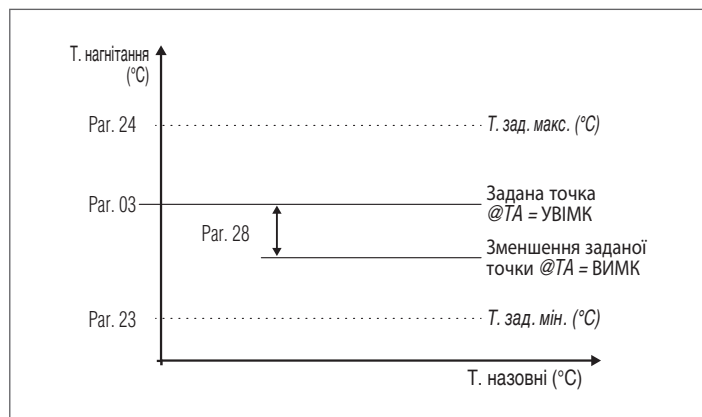 Т. нагнітання
(°C)
Par. 24
Т. зад. макс. (°C)
Par. 03
Задана точка
@TA = УВІМК
Par. 28
Зменшення заданої
точки @TA = ВИМК
Par. 23
Т. зад. мін. (°C)
Т. назовні (°C)